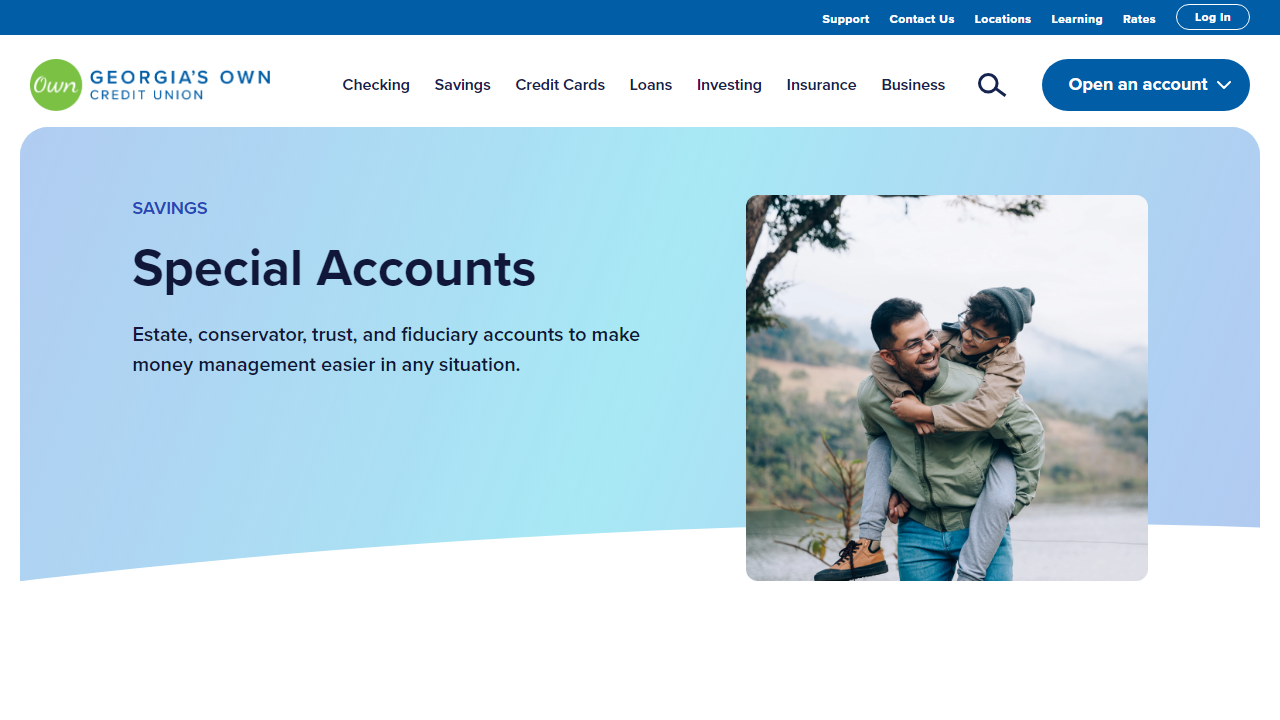 Support
Contact Us
Locations
Learning
Rates
Log In
Own
GEORGIA'S OWN
CREDIT UNION
Checking
Savings
Credit Cards
Loans
Investing
Insurance
Business
Open an account
SAVINGS
Special Accounts
Estate, conservator, trust, and fiduciary accounts to make
money management easier in any situation.